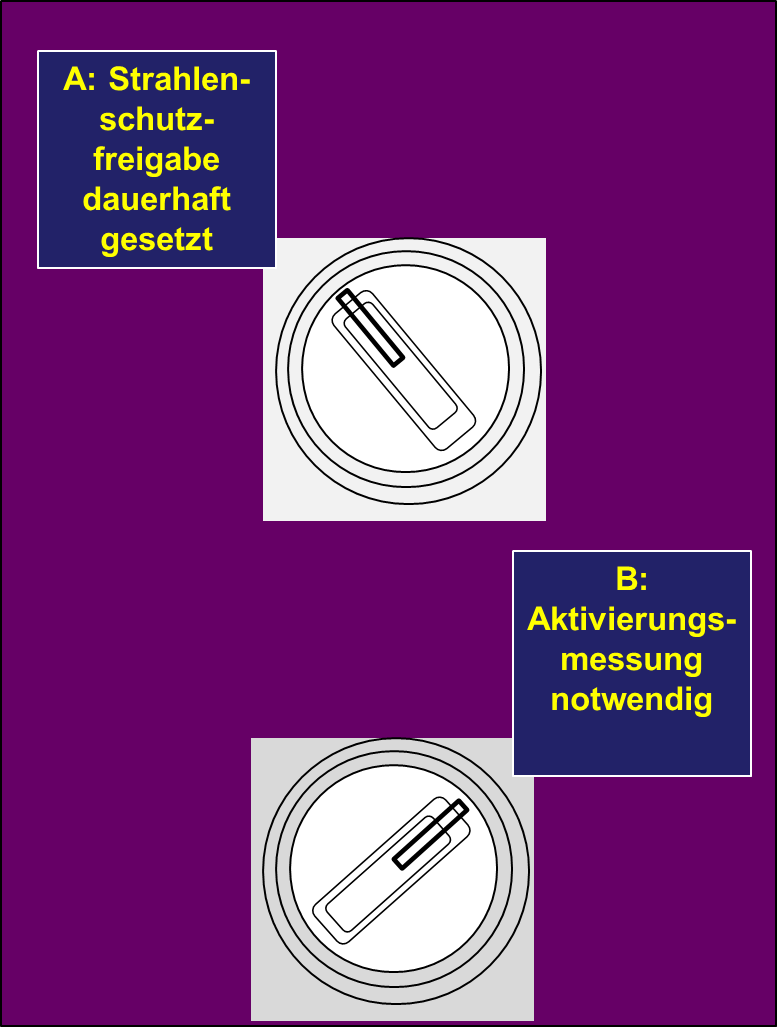 A: Strahlen-
schutz-
freigabe
dauerhaft
gesetzt
B:
Aktivierungs-
messung
notwendig